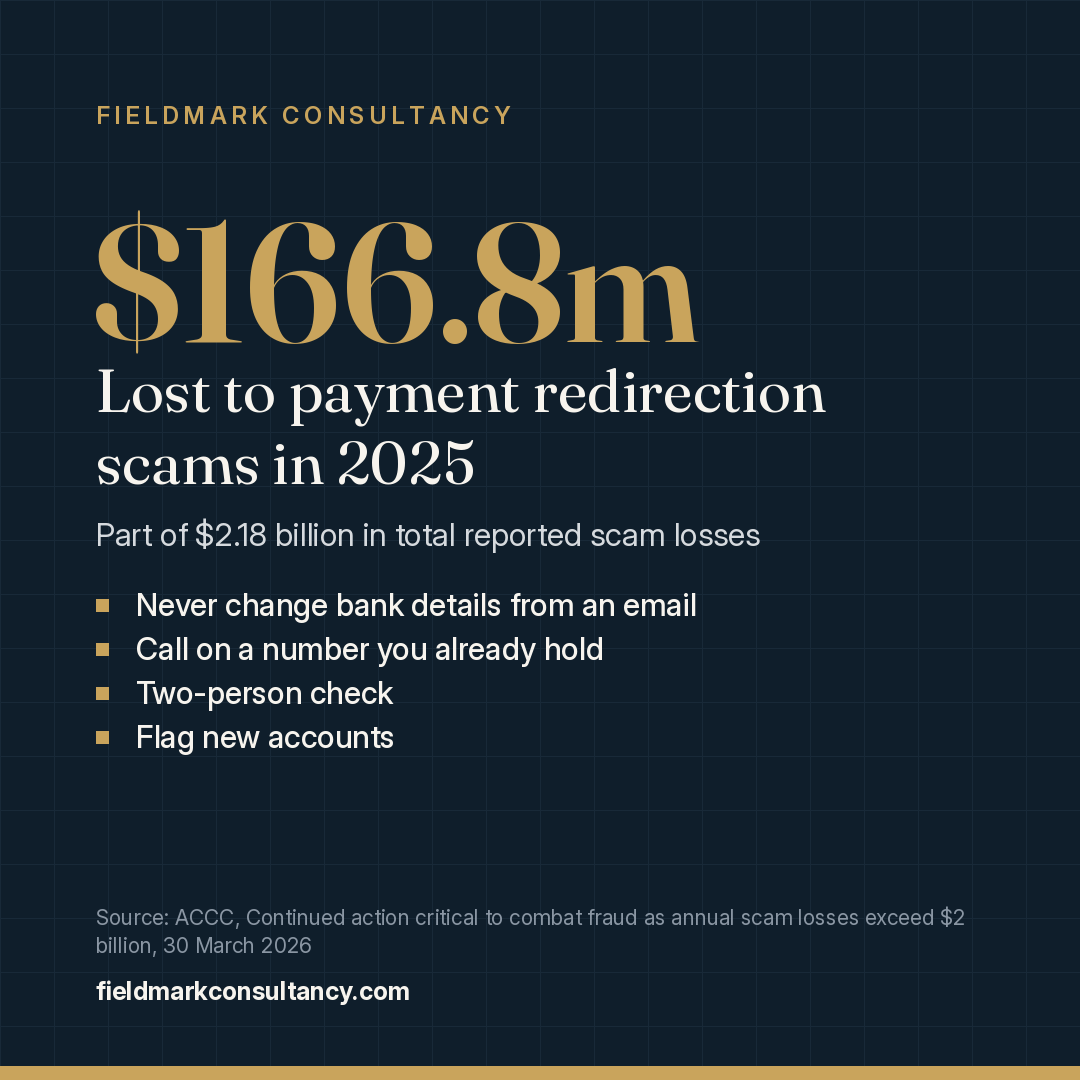 FIELDMARK CONSULTANCY
$166.8m
Lost to payment redirection
scams in 2025
Part of $2.18 billion in total reported scam losses
Never change bank details from an email
Call on a number you already hold
Two-person check
Flag new accounts
Source: ACCC, Continued action critical to combat fraud as annual scam losses exceed $2
billion, 30 March 2026
fieldmarkconsultancy.com